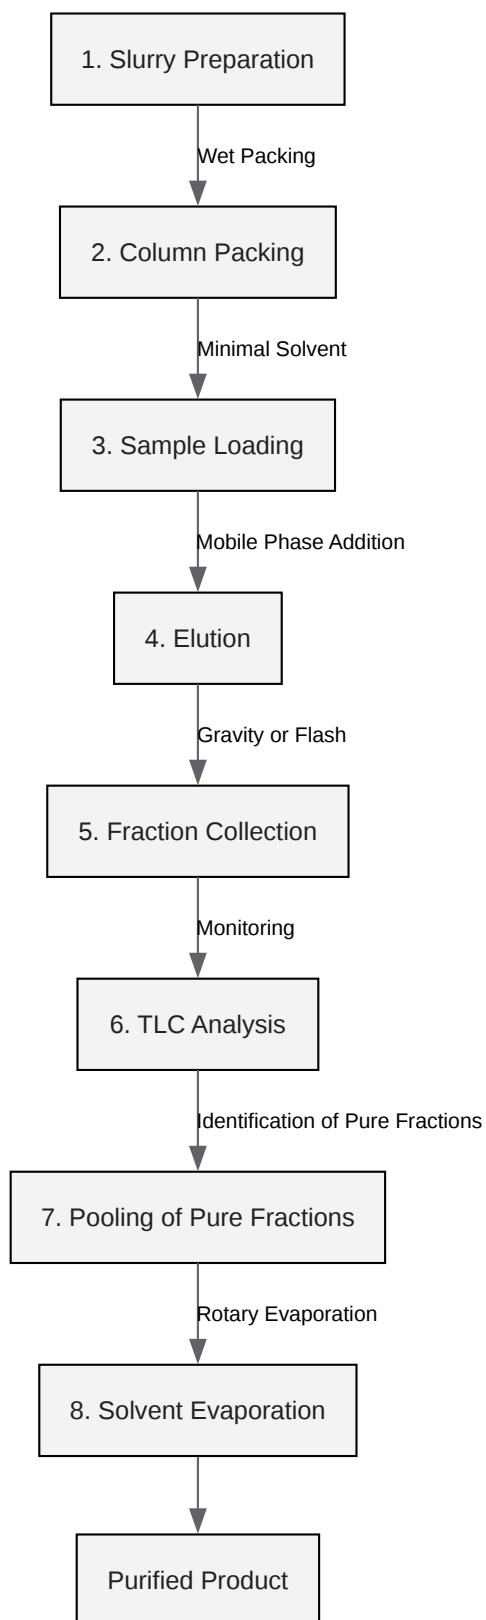 1. Slurry Preparation
Wet Packing
2. Column Packing
Minimal Solvent
3. Sample Loading
Mobile Phase Addition
4. Elution
Gravity or Flash
5. Fraction Collection
Monitoring
6. TLC Analysis
Identification of Pure Fractions
7. Pooling of Pure Fractions
Rotary Evaporation
8. Solvent Evaporation
Purified Product